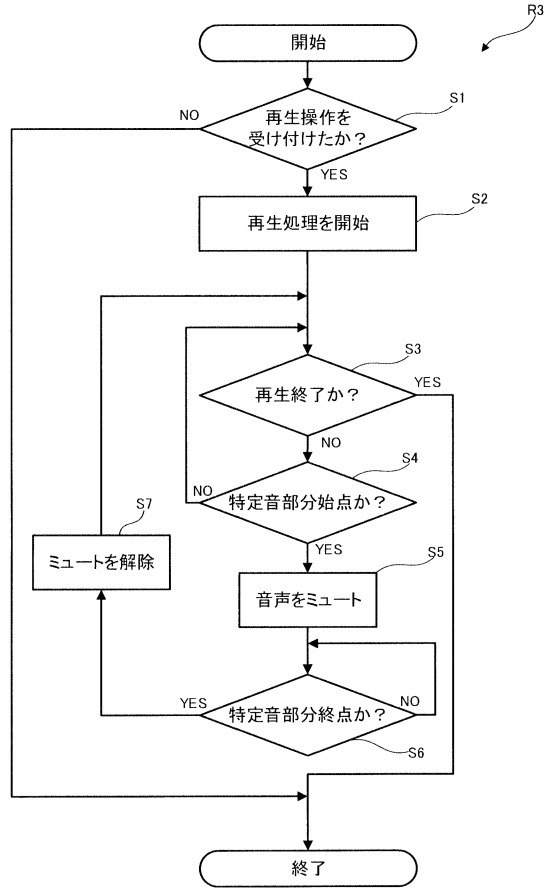 R3
開始
S1
再生操作を
受け付けたか？
NO
YES
S2
再生処理を開始
S3
再生終了か？
YES
NO
S4
特定音部分始点か？
NO
YES
S7
ミュートを解除
S5
音声をミュート
YES
特定音部分終点か？
NO
S6
終了